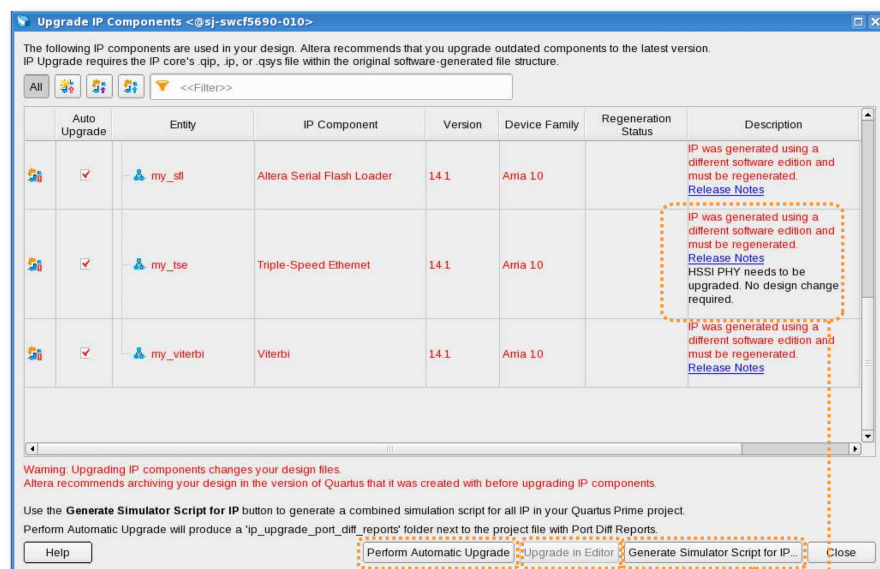 Upgrade IP Components <@sj-swcf5690-010>
The following IP components are used in your design. Altera recommends that you upgrade outdated components to the latest version.
IP Upgrade requires the IP core's .qip, .ip, or .qsys file within the original software-generated file structure.
All
<<Filter>>
Auto
Upgrade
Entity
IP Component
Version
Device Family
Regeneration
Status
Description
my_sfl
Altera Serial Flash Loader
14.1
Arria 10
IP was generated using a
different software edition and
must be regenerated.
Release Notes
my_tse
Triple-Speed Ethernet
14.1
Arria 10
IP was generated using a
different software edition and
must be regenerated.
Release Notes
HSSI PHY needs to be
upgraded. No design change
required.
my_viterbi
Viterbi
14.1
Arria 10
IP was generated using a
different software edition and
must be regenerated.
Release Notes
Warning: Upgrading IP components changes your design files.
Altera recommends archiving your design in the version of Quartus that it was created with before upgrading IP components.
Use the Generate Simulator Script for IP button to generate a combined simulation script for all IP in your Quartus Prime project.
Perform Automatic Upgrade will produce a 'ip_upgrade_port_diff_reports' folder next to the project file with Port Diff Reports.
Help
Perform Automatic Upgrade
Upgrade in Editor
Generate Simulator Script for IP...
Close